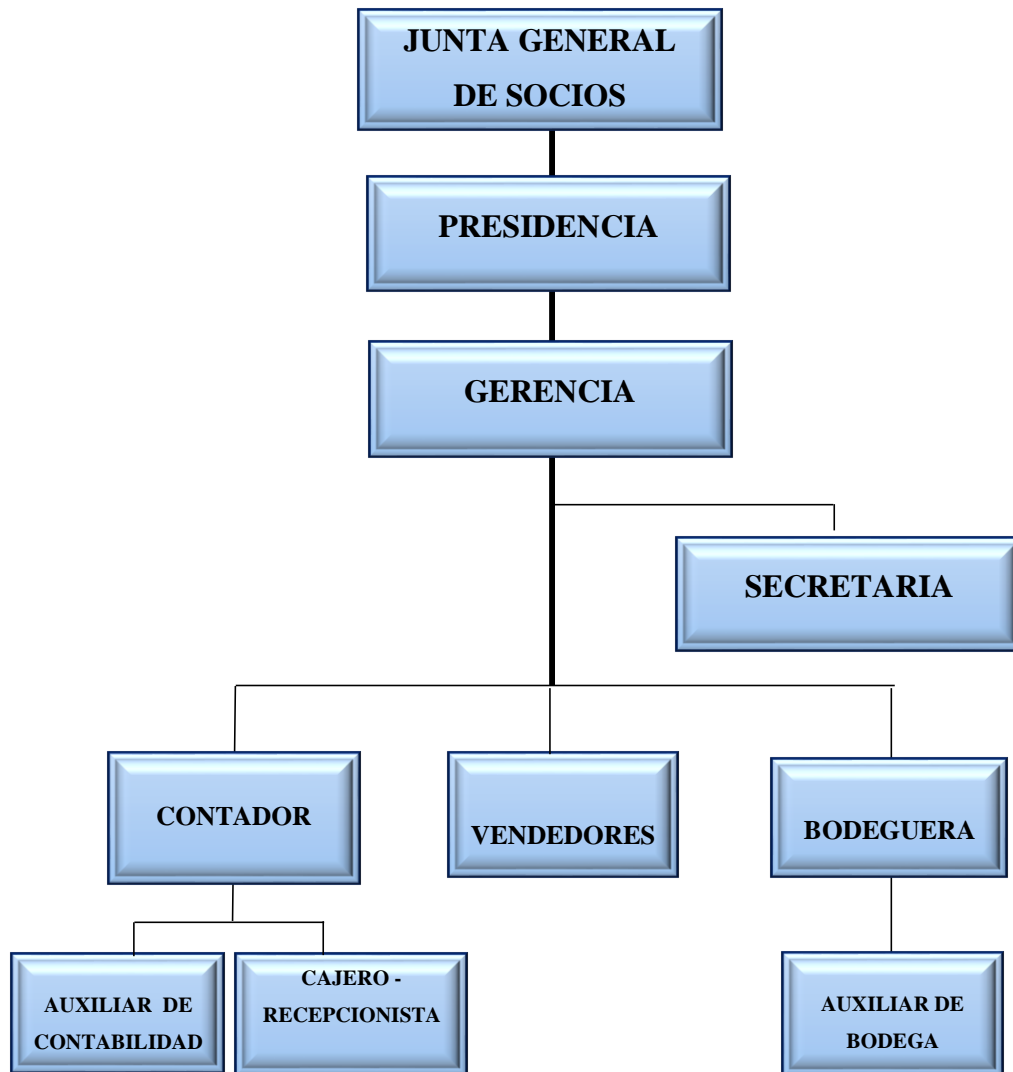 JUNTA GENERAL
DE SOCIOS
PRESIDENCIA
GERENCIA
SECRETARIA
CONTADOR
VENDEDORES
BODEGUERA
AUXILIAR DE
CONTABILIDAD
CAJERO -
RECEPCIONISTA
AUXILIAR DE
BODEGA